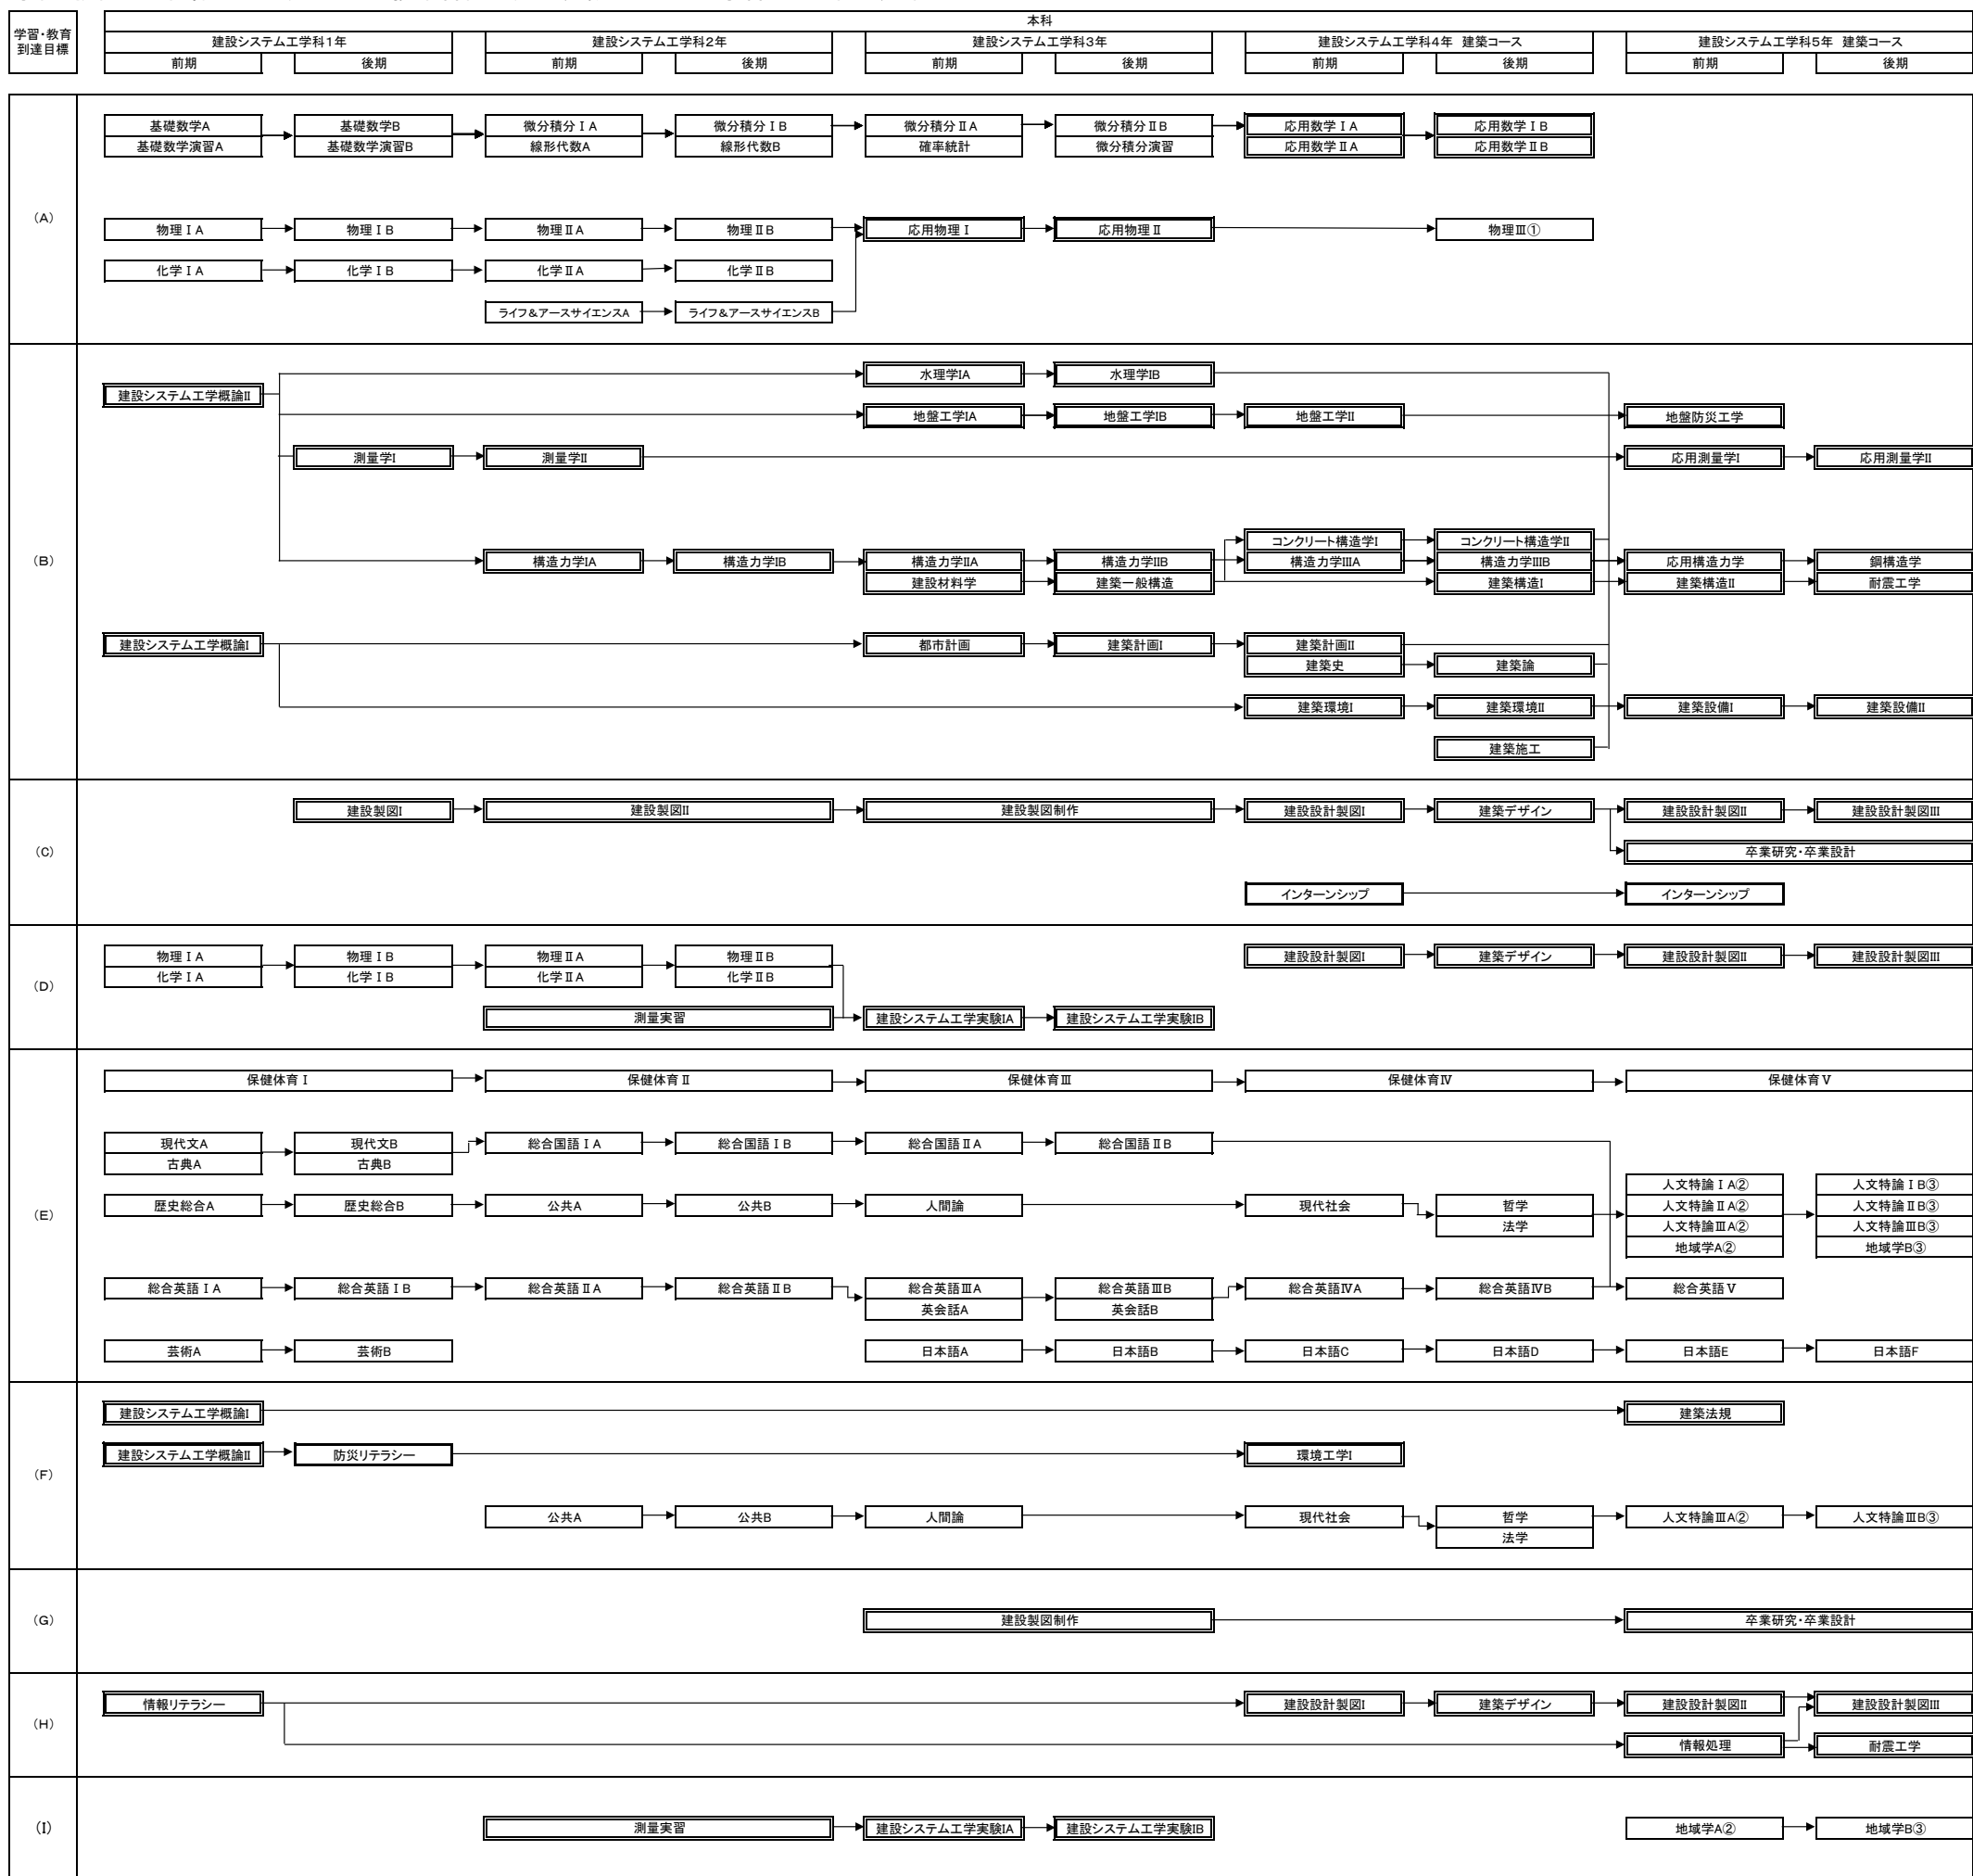 学習・教育
到達目標
本科
建設システム工学科1年 建設システム工学科2年 建設システム工学科3年 建設システム工学科4年 建築コース 建設システム工学科5年 建築コース
前期 後期 前期 後期 前期 後期 前期 後期 前期 後期
(A)
基礎数学A 基礎数学B 微分積分ⅠA 微分積分ⅠB 微分積分ⅡA 微分積分ⅡB 応用数学ⅠA 応用数学ⅠB
基礎数学演習A 基礎数学演習B 線形代数A 線形代数B 確率統計 微分積分演習 応用数学ⅡA 応用数学ⅡB
物理ⅠA 物理ⅠB 物理ⅡA 物理ⅡB 応用物理Ⅰ 応用物理Ⅱ 物理Ⅲ①
化学ⅠA 化学ⅠB 化学ⅡA 化学ⅡB
ライフ&アースサイエンスA ライフ&アースサイエンスB
(B)
水理学IA 水理学IB
建設システム工学概論II
地盤工学IA 地盤工学IB 地盤工学II 地盤防災工学
測量学I 測量学II 応用測量学I 応用測量学II
コンクリート構造学I コンクリート構造学II
構造力学IA 構造力学IB 構造力学IIA 構造力学IIB 構造力学IIIA 構造力学IIIB 応用構造力学 鋼構造学
建設材料学 建築一般構造 建築構造I 建築構造II 耐震工学
建設システム工学概論I 都市計画 建築計画I 建築計画II
建築史 建築論
建築環境I 建築環境II 建築設備I 建築設備II
建築施工
(C)
建設製図I 建設製図II 建設製図制作 建設設計製図I 建築デザイン 建設設計製図II 建設設計製図III
卒業研究・卒業設計
インターンシップ インターンシップ
(D)
物理ⅠA 物理ⅠB 物理ⅡA 物理ⅡB 建設設計製図I 建築デザイン 建設設計製図II 建設設計製図III
化学ⅠA 化学ⅠB 化学ⅡA 化学ⅡB
測量実習 建設システム工学実験IA 建設システム工学実験IB
(E)
保健体育Ⅰ 保健体育Ⅱ 保健体育Ⅲ 保健体育Ⅳ 保健体育Ⅴ
現代文A 現代文B 総合国語ⅠA 総合国語ⅠB 総合国語ⅡA 総合国語ⅡB
古典A 古典B
人文特論ⅠA② 人文特論ⅠB③
歴史総合A 歴史総合B 公共A 公共B 人間論 現代社会 哲学 人文特論ⅡA② 人文特論ⅡB③
法学 人文特論ⅢA② 人文特論ⅢB③
地域学A② 地域学B③
総合英語ⅠA 総合英語ⅠB 総合英語ⅡA 総合英語ⅡB 総合英語ⅢA 総合英語ⅢB 総合英語ⅣA 総合英語ⅣB 総合英語Ⅴ
英会話A 英会話B
芸術A 芸術B 日本語A 日本語B 日本語C 日本語D 日本語E 日本語F
(F)
建設システム工学概論I 建築法規
建設システム工学概論II 防災リテラシー 環境工学I
公共A 公共B 人間論 現代社会 哲学 人文特論ⅢA② 人文特論ⅢB③
法学
(G)
建設製図制作 卒業研究・卒業設計
(H)
情報リテラシー 建設設計製図I 建築デザイン 建設設計製図II 建設設計製図III
情報処理 耐震工学
(I)
測量実習 建設システム工学実験IA 建設システム工学実験IB 地域学A② 地域学B③